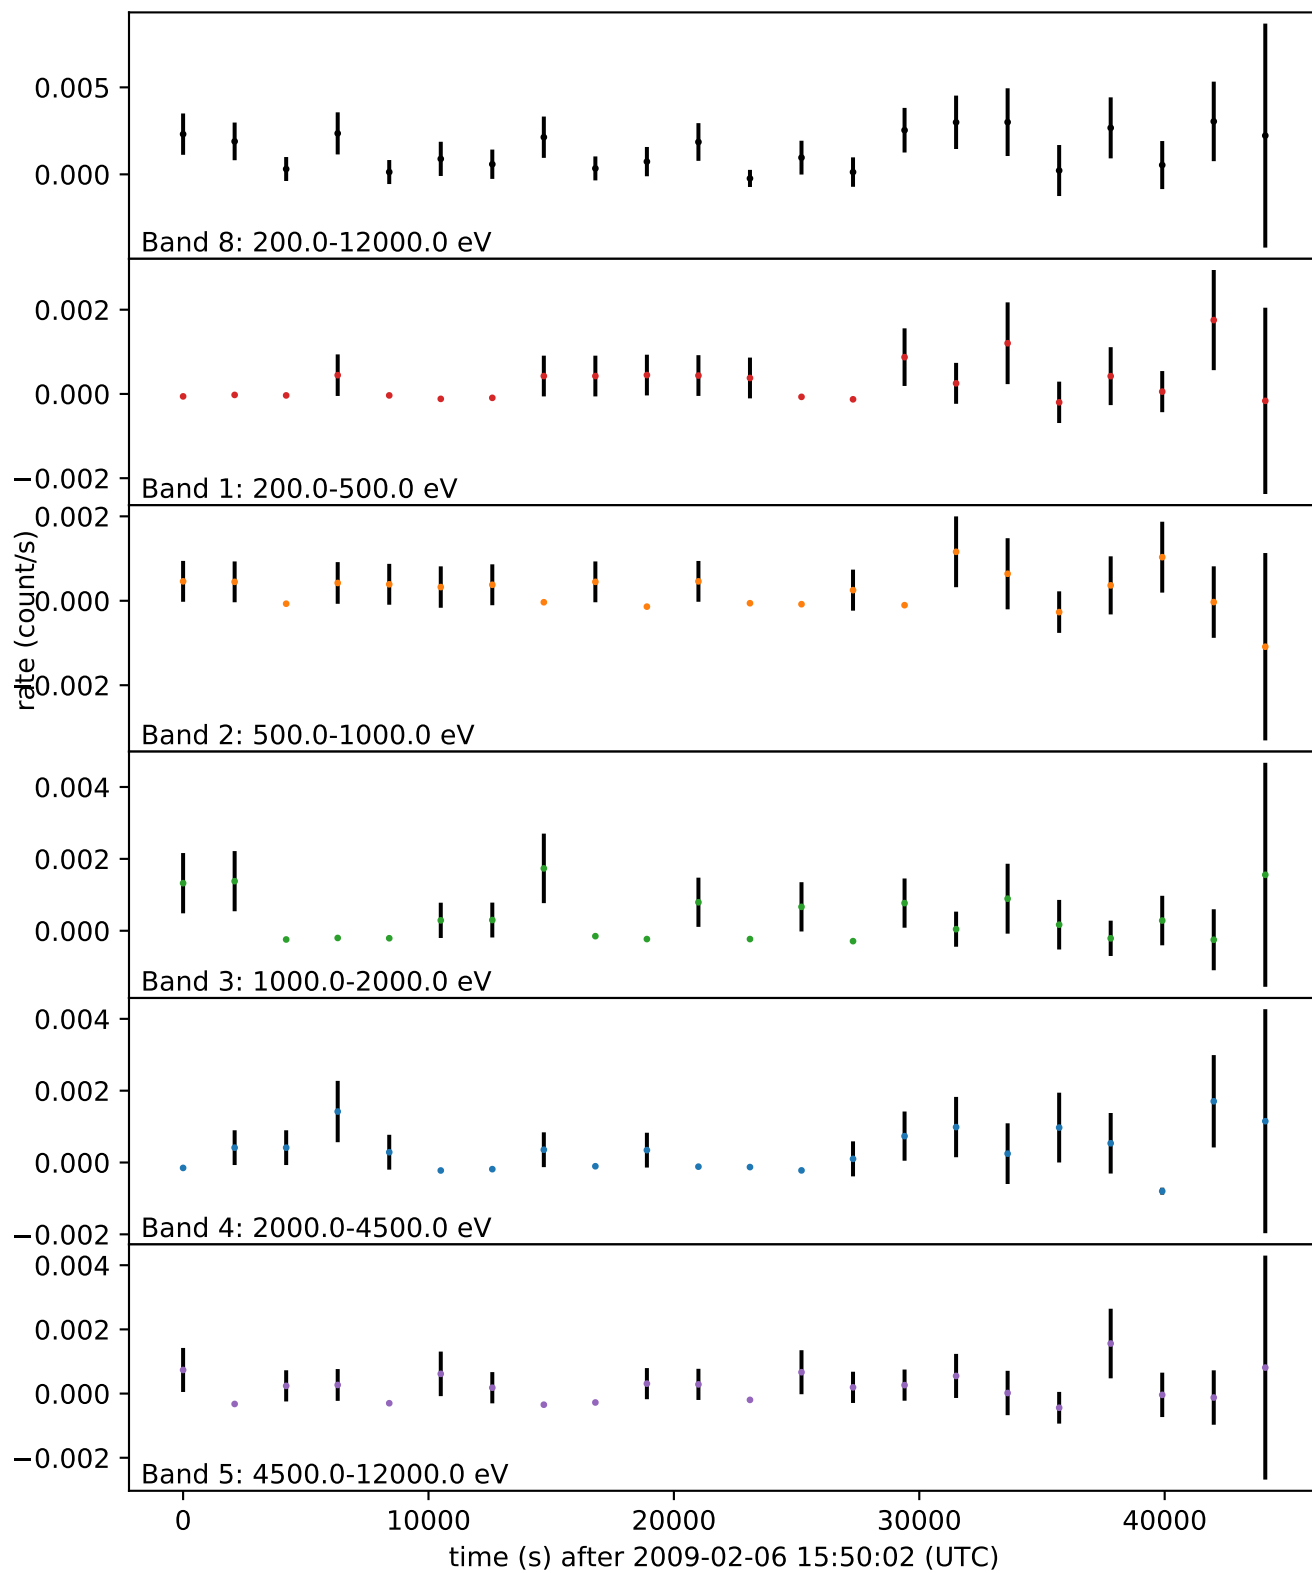 0.005
0.000
Band 8: 200.0-12000.0 eV
0.002
0.000
−0.002
Band 1: 200.0-500.0 eV
rate (count/s)
0.002
0.000
0.002
Band 2: 500.0-1000.0 eV
0.004
0.002
0.000
Band 3: 1000.0-2000.0 eV
0.004
0.002
0.000
−0.002
Band 4: 2000.0-4500.0 eV
0.004
0.002
0.000
−0.002
Band 5: 4500.0-12000.0 eV
0 10000 20000 30000 40000
time (s) after 2009-02-06 15:50:02 (UTC)